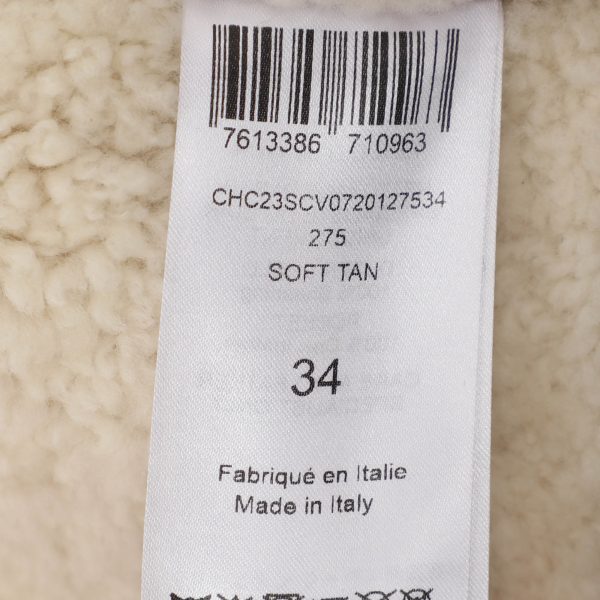 7613386 710963
CHC23SCV0720127534
275
SOFT TAN
34
Fabriqué en Italie
Made in Italy